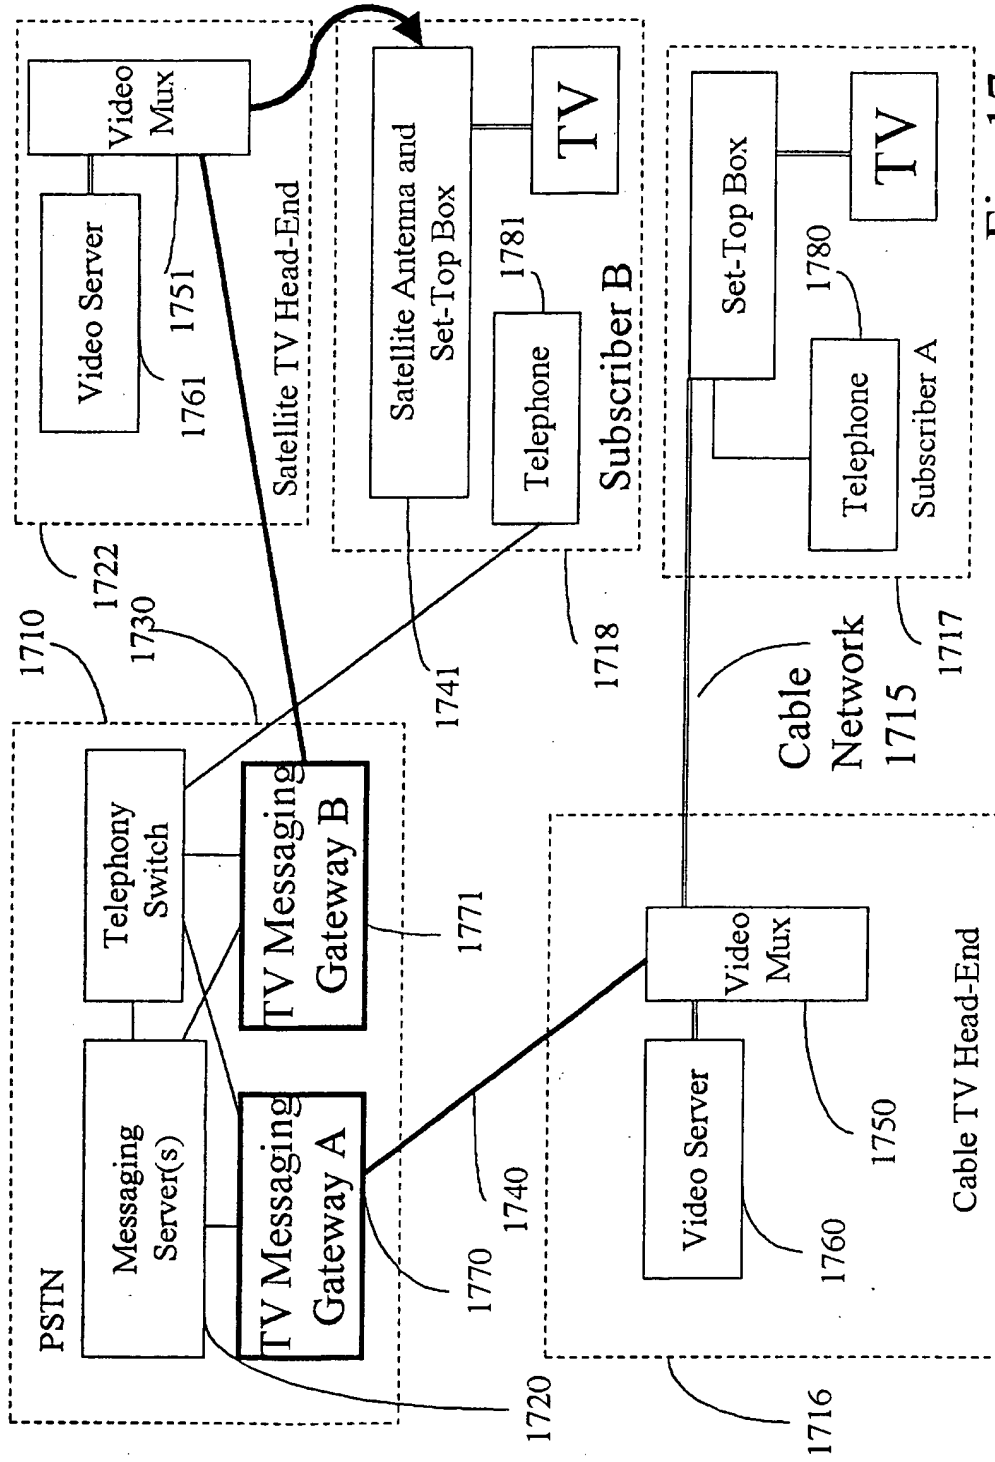 PSTN
Messaging
Server(s)
Telephony
Switch
TV Messaging
Gateway A
TV Messaging
Gateway B
1710
1730
1720
1770
1771
1740
Video Server
Video
Mux
1751
1761
Satellite TV Head-End
1722
Satellite Antenna and
Set-Top Box
TV
Telephone
1781
Subscriber B
1741
1718
Video Server
Video
Mux
1760
1750
Cable TV Head-End
1716
Cable
Network
1715
Set-Top Box
TV
Telephone
1780
Subscriber A
1717